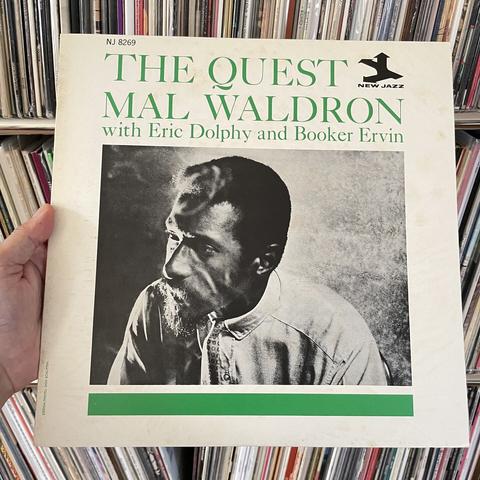 NJ 8269
THE QUEST
NEW JAZZ
MAL WALDRON
with Eric Dolphy and Booker Ervin